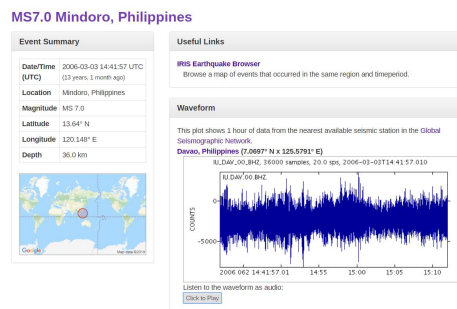 MS7.0 Mindoro, Philippines
Event Summary
Date/Time (UTC) 2006-03-03 14:41:57 UTC
(13 years, 1 month ago)
Location Mindoro, Philippines
Magnitude MS 7.0
Latitude 13.64° N
Longitude 120.148° E
Depth 36.0 km
Google
Useful Links
IRIS Earthquake Browser
Browse a map of events that occurred in the same region and timeperiod.
Waveform
This plot shows 1 hour of data from the nearest available seismic station in the Global
Seismographic Network.
Davao, Philippines (7.0697° N x 125.5791° E)
IU_DAY_00_BHZ, 36000 samples, 20.0 sps, 2006-03-03T14:41:57.010
IU.DAV.00.BHZ
COUNTS
0
-5000
2006 062 14:41:57.01 14:55 15:00 15:05 15:10
Listen to the waveform as audio:
Click to Play